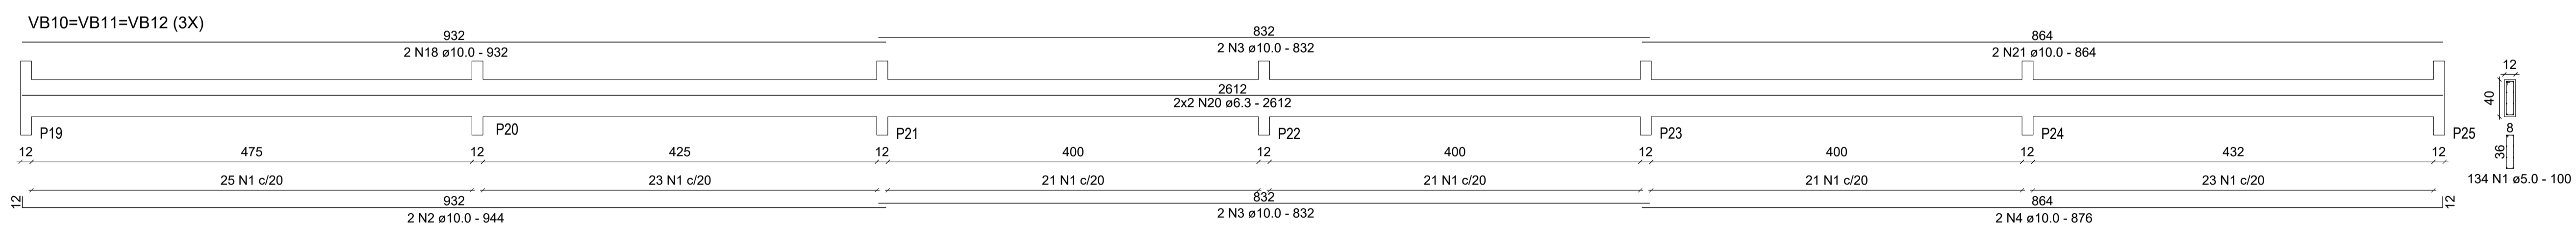 VB10=VB11=VB12 (3X)
932
2 N18 ø10.0 - 932
832
2 N3 ø10.0 - 832
864
2 N21 ø10.0 - 864
2612
2x2 N20 ø6.3 - 2612
P19
P20
P21
P22
P23
P24
P25
12 475 12 425 12 400 12 400 12 400 12 432 12
25 N1 c/20
23 N1 c/20
21 N1 c/20
21 N1 c/20
21 N1 c/20
23 N1 c/20
12
932
2 N2 ø10.0 - 944
832
2 N3 ø10.0 - 832
864
2 N4 ø10.0 - 876
12
12
40
8
36
134 N1 ø5.0 - 100